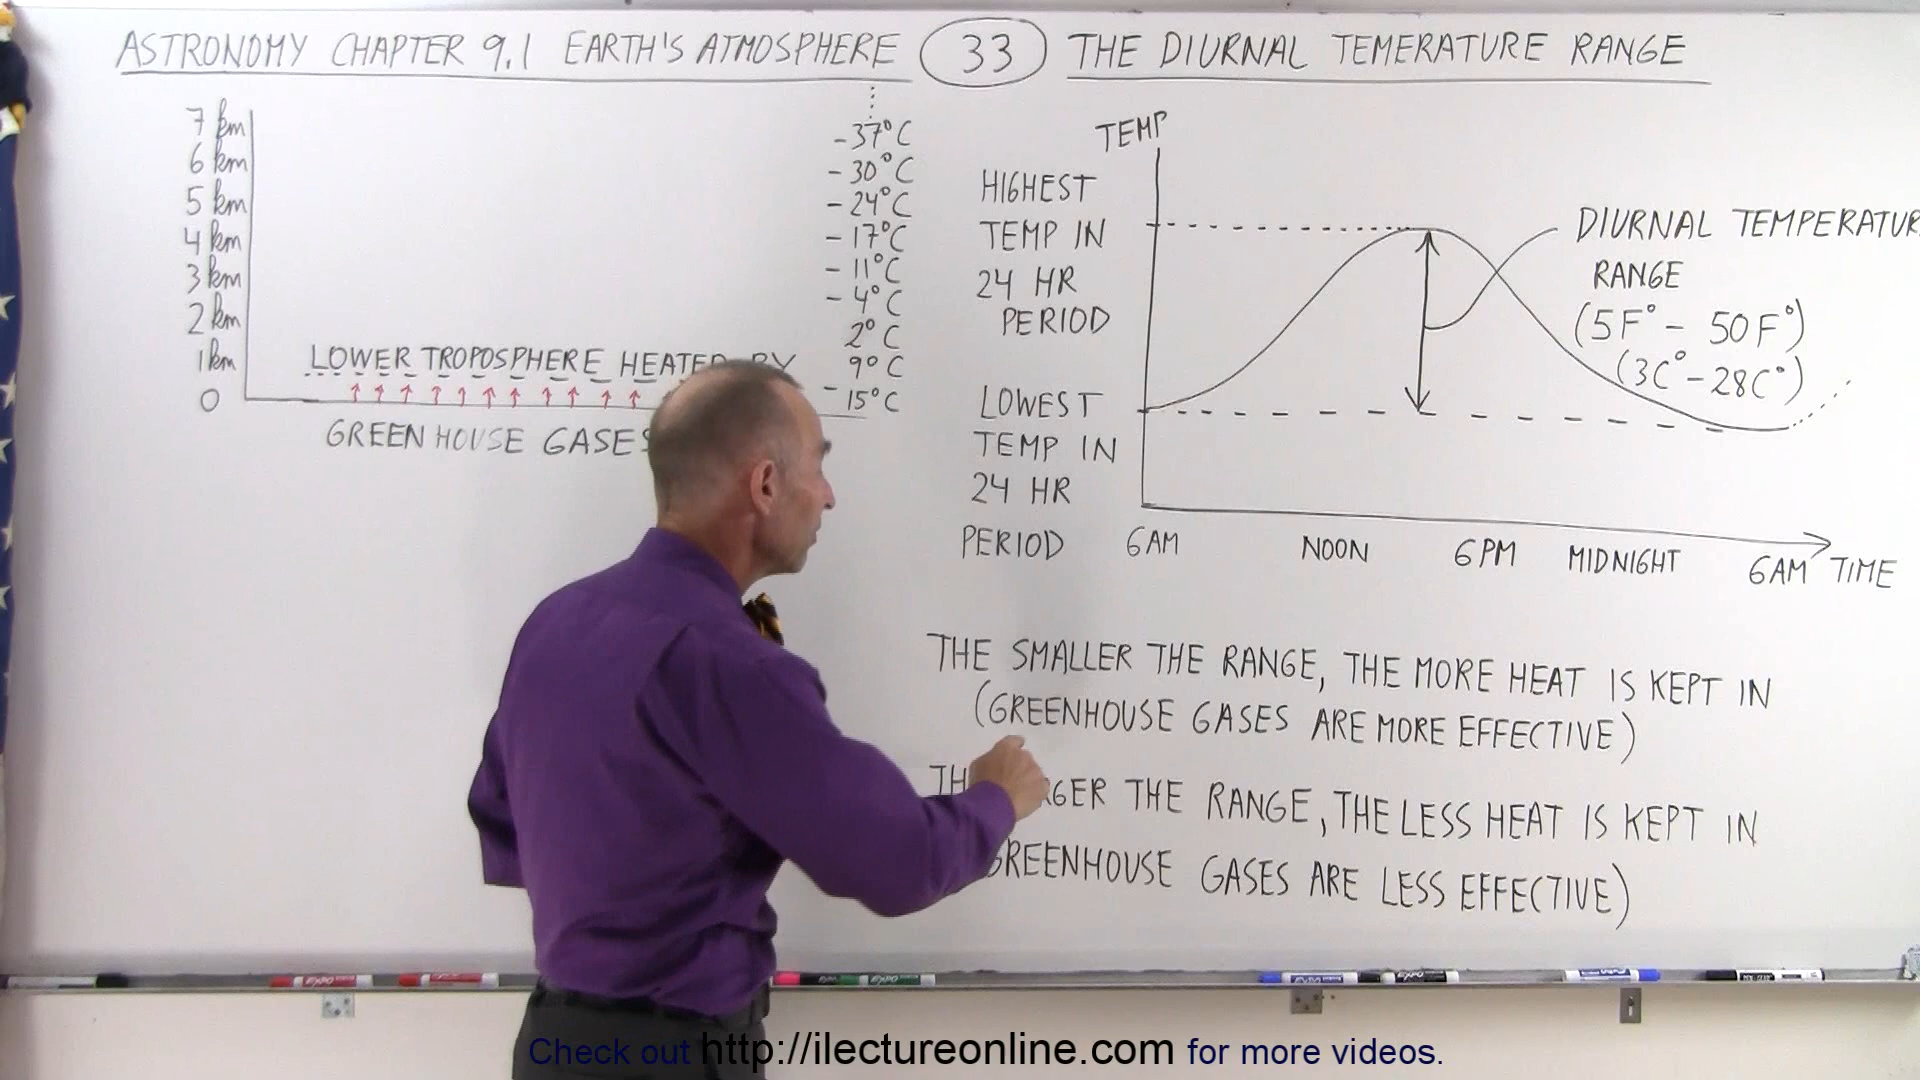 ASTRONOMY CHAPTER 9.1 EARTH'S ATMOSPHERE 33 THE DIURNAL TEMERATURE RANGE
7 km
6 km
5 km
4 km
3 km
2 km
1 km
0
-37°C
-30°C
-24°C
-17°C
-11°C
-4°C
2°C
9°C
15°C
LOWER TROPOSPHERE HEATED BY
GREENHOUSE GASES
TEMP
HIGHEST
TEMP IN
24 HR
PERIOD
LOWEST
TEMP IN
24 HR
PERIOD
DIURNAL TEMPERATUR
RANGE
(5F° - 50F°)
(3C° - 28C°)
6AM NOON 6PM MIDNIGHT 6AM TIME
THE SMALLER THE RANGE, THE MORE HEAT IS KEPT IN
(GREENHOUSE GASES ARE MORE EFFECTIVE)
THE RANGE, THE LESS HEAT IS KEPT IN
GREENHOUSE GASES ARE LESS EFFECTIVE)
Check out http://ilectureonline.com for more videos.